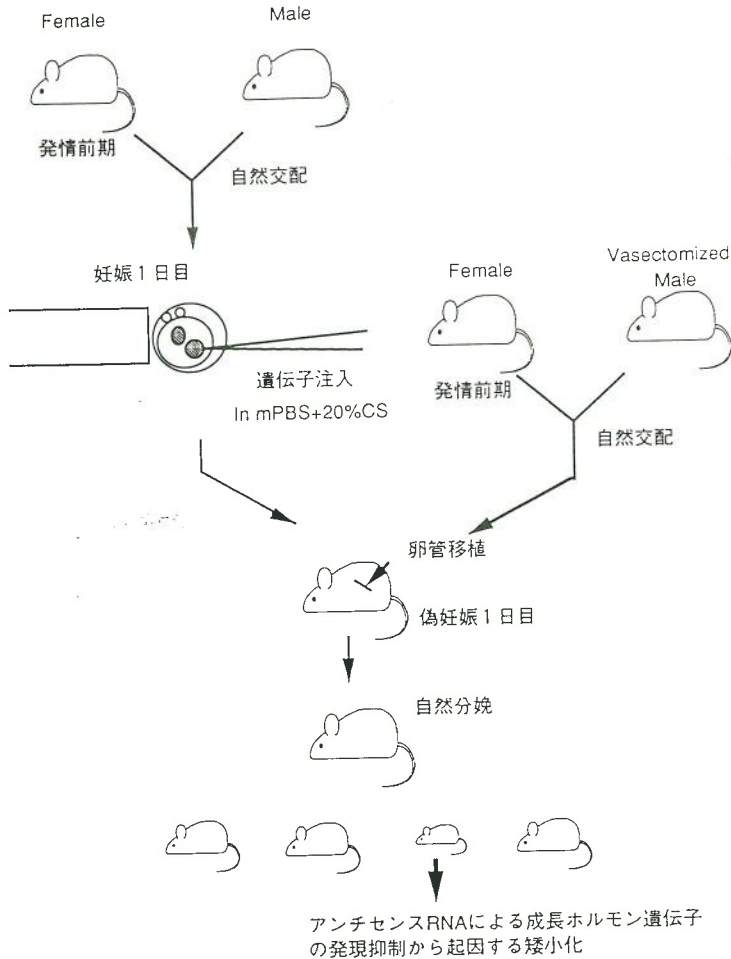 Female
Male
発情前期
自然交配
妊娠1日目
遺伝子注入
In mPBS+20%CS
Female
Vasectomized
Male
発情前期
自然交配
卵管移植
偽妊娠1日目
自然分娩
アンチセンスRNAによる成長ホルモン遺伝子
の発現抑制から起因する矮小化